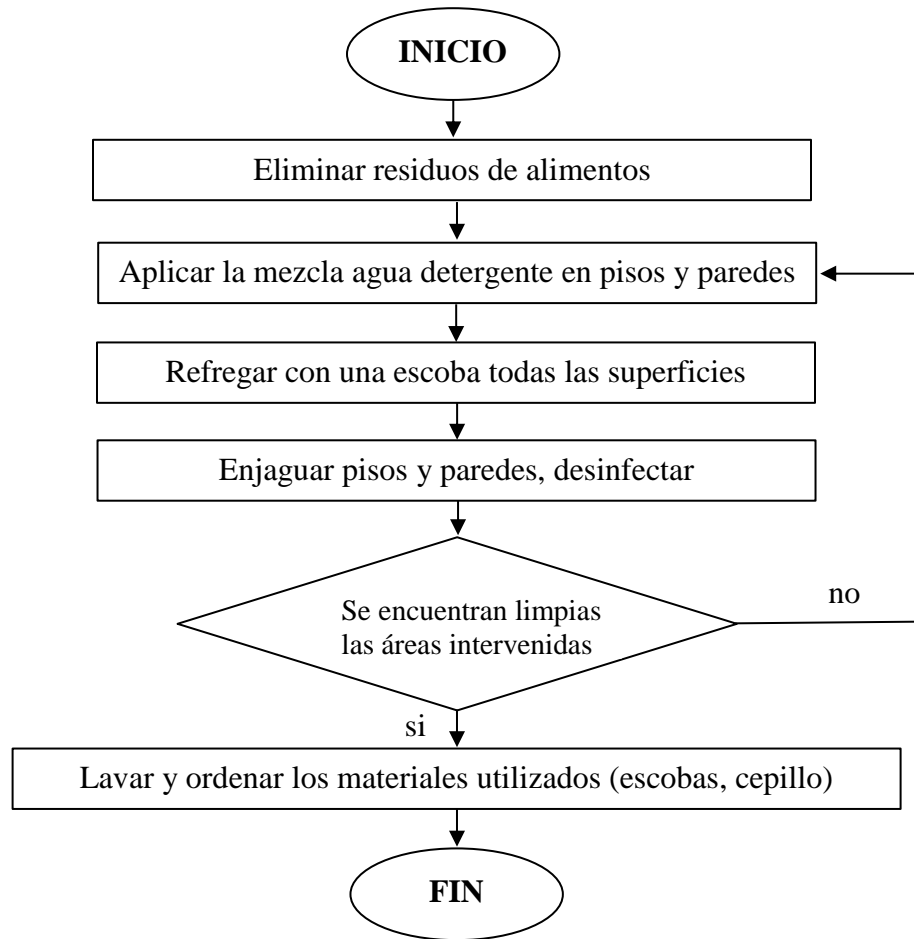 INICIO
Eliminar residuos de alimentos
Aplicar la mezcla agua detergente en pisos y paredes
Refregar con una escoba todas las superficies
Enjaguar pisos y paredes, desinfectar
Se encuentran limpias
las áreas intervenidas
no
si
Lavar y ordenar los materiales utilizados (escobas, cepillo)
FIN